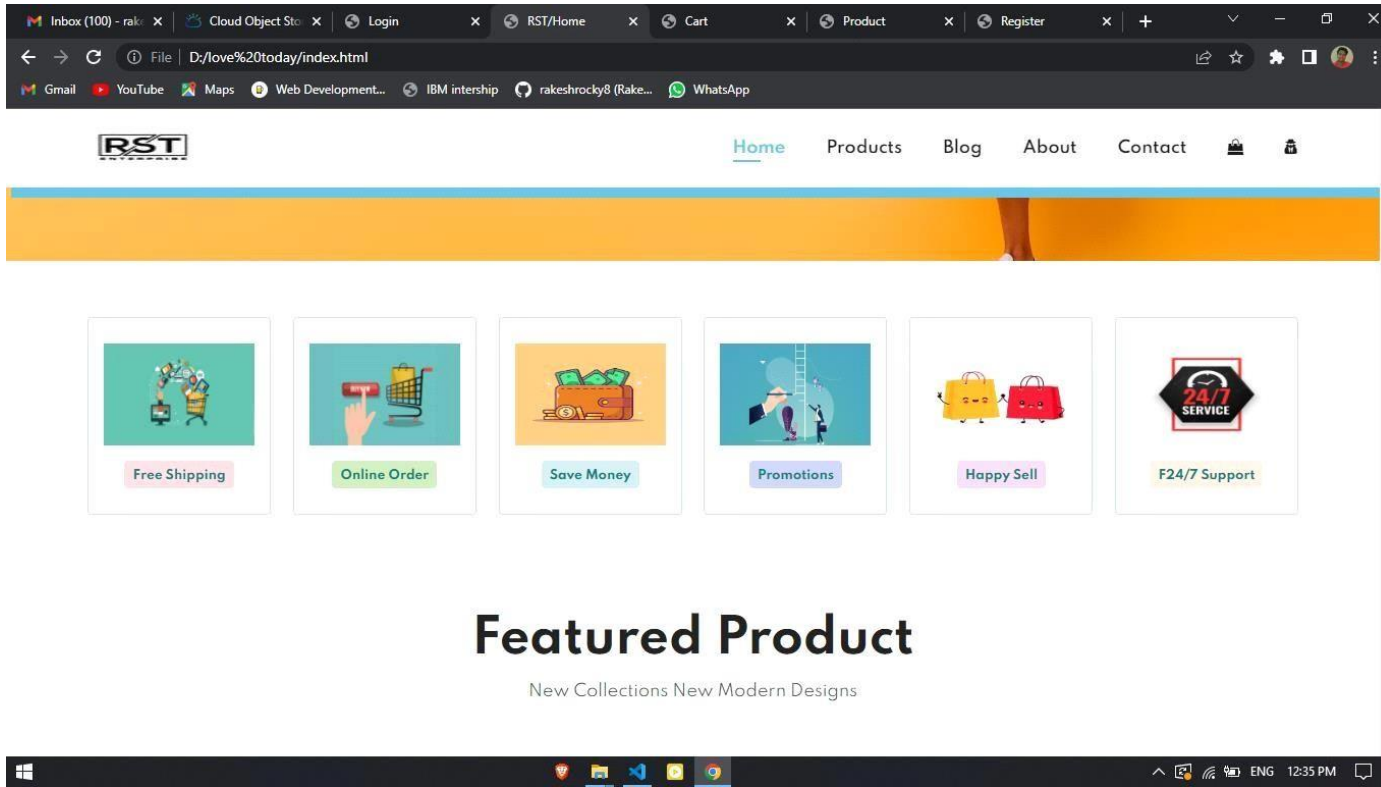 Inbox (100) - rake Cloud Object Sto Login RST/Home Cart Product Register
File D:/love%20today/index.html
Gmail YouTube Maps Web Development... IBM intership rakeshrocky8 (Rake... WhatsApp
RST
ENTERPRISE
Home Products Blog About Contact
24/7
SERVICE
Free Shipping Online Order Save Money Promotions Happy Sell F24/7 Support
Featured Product
New Collections New Modern Designs
ENG 12:35 PM